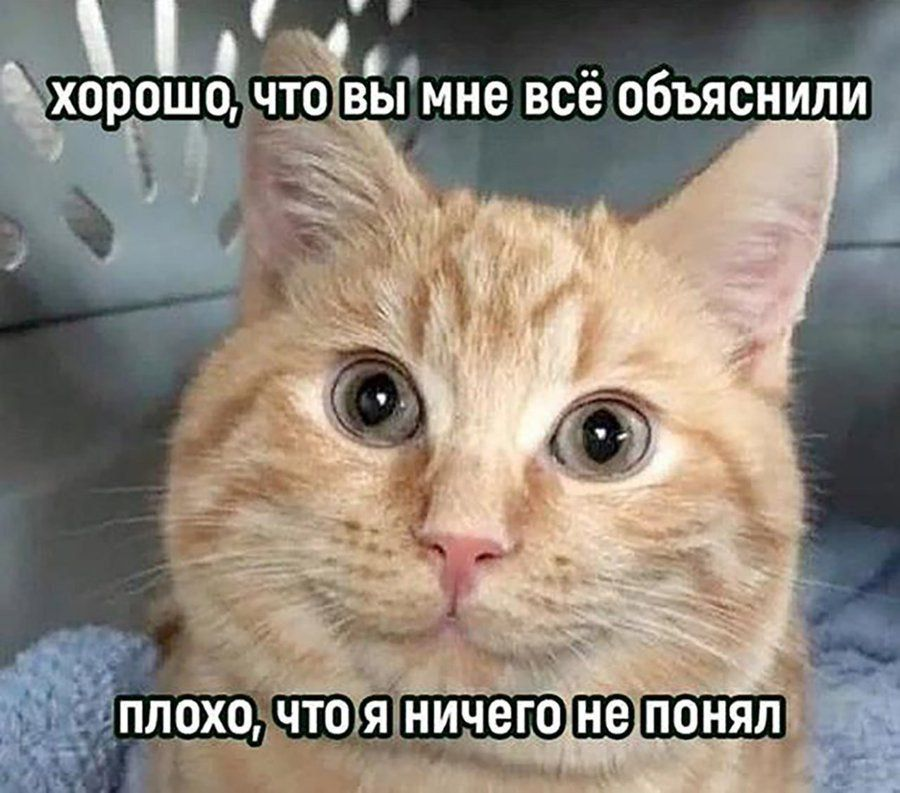 хорошо, что вы мне всё объяснили
плохо, что я ничего не понял